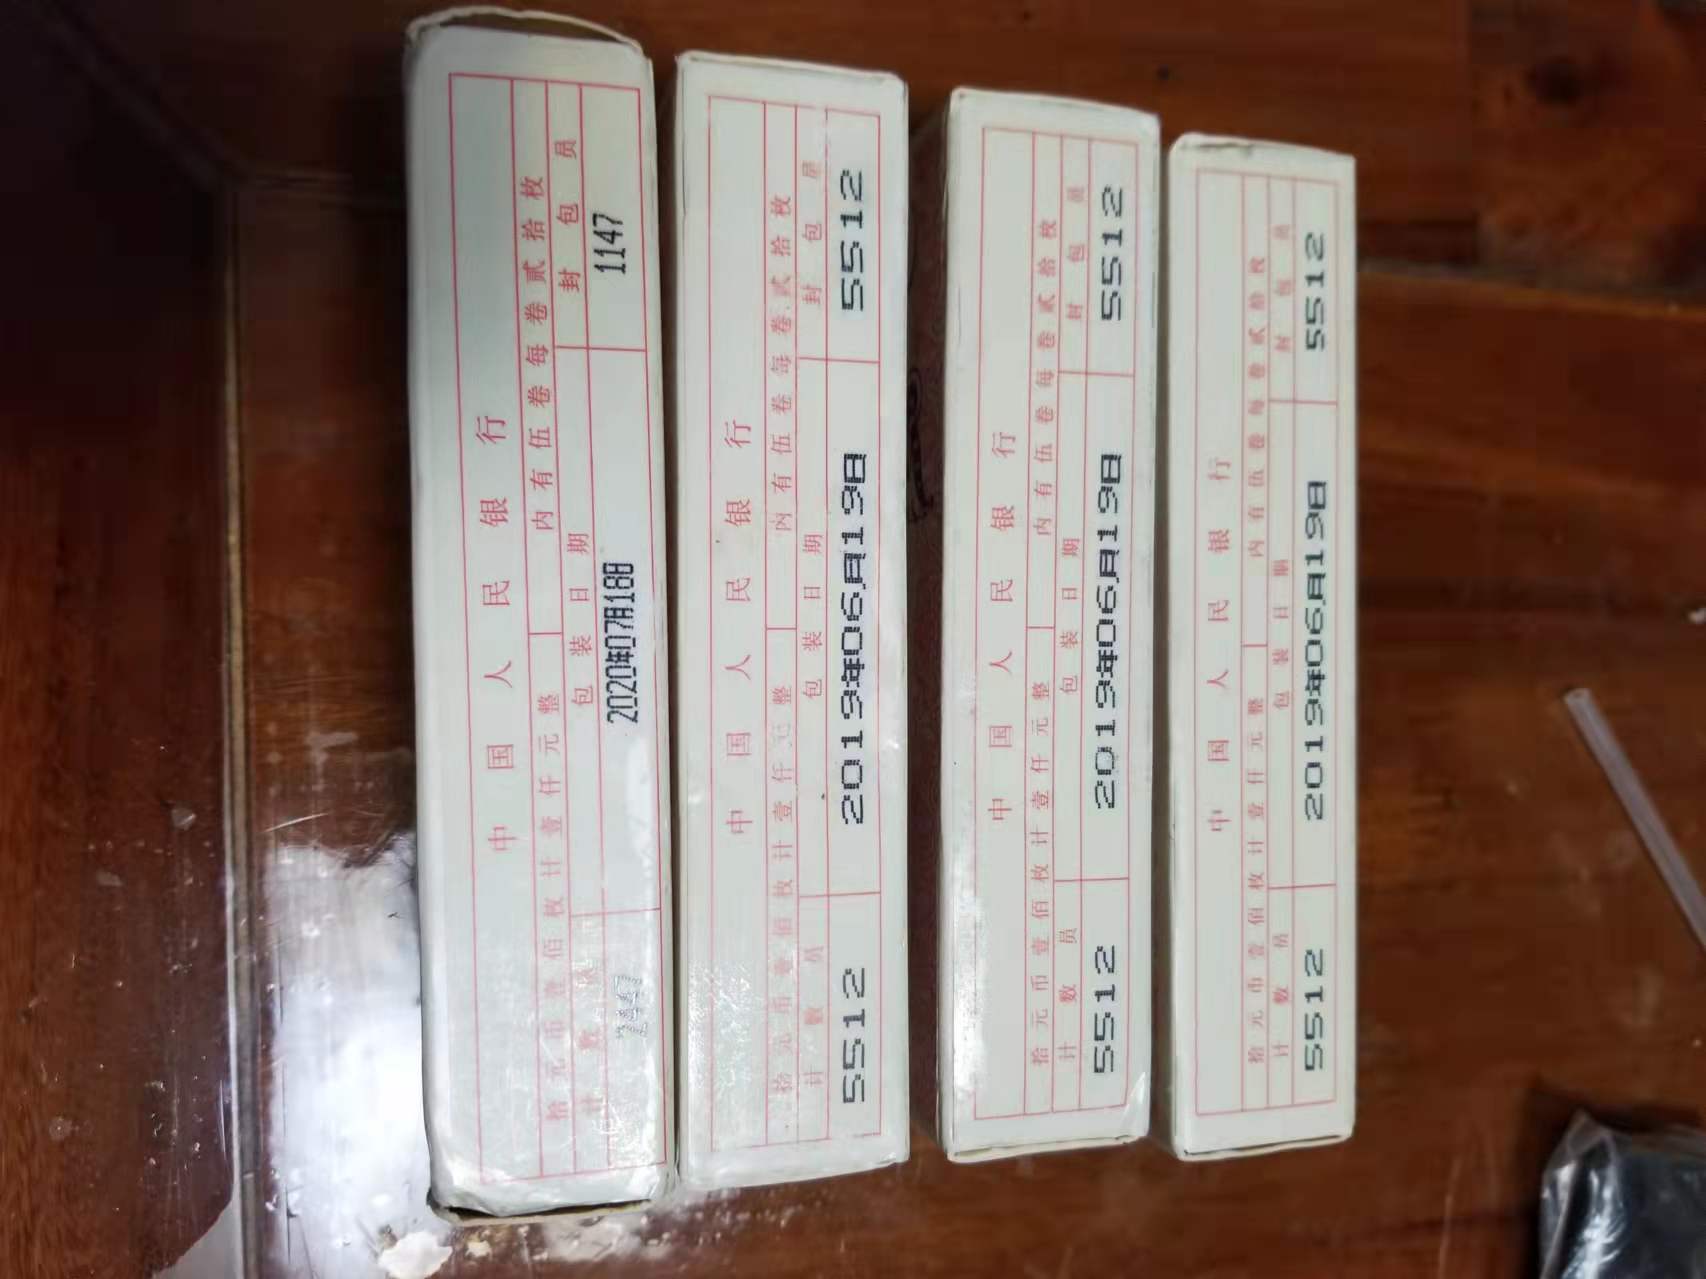 中国人民银行
拾元币壹佰枚计壹仟元整
内有伍卷每卷贰拾枚
计数员
包装日期
封包员
2020年07月18日
1147
中国人民银行
拾元币壹佰枚计壹仟元整
内有伍卷每卷贰拾枚
计数员
包装日期
封包员
5512
2019年06月19日
5512
中国人民银行
拾元币壹佰枚计壹仟元整
内有伍卷每卷贰拾枚
计数员
包装日期
封包员
5512
2019年06月19日
5512
中国人民银行
拾元币壹佰枚计壹仟元整
内有伍卷每卷贰拾枚
计数员
包装日期
封包员
5512
2019年06月19日
5512